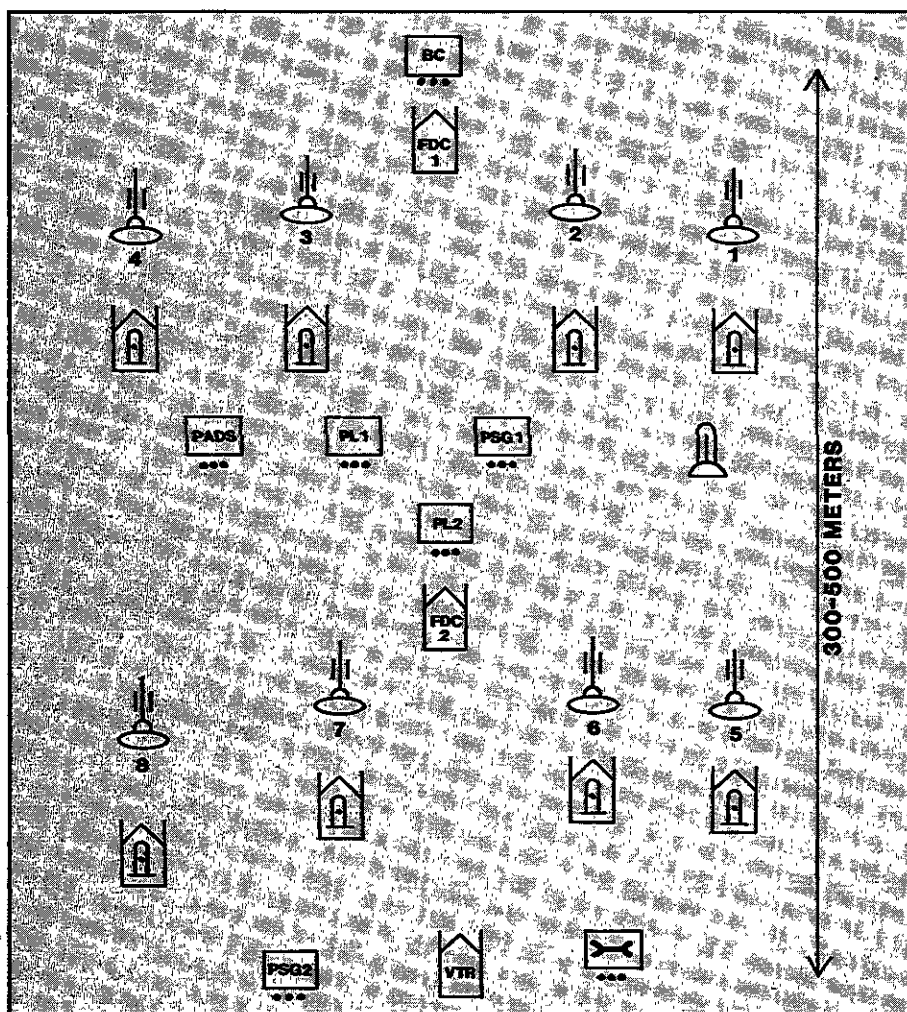 BC
FDC
1
4
3
2
1
PADS
PL1
PSG1
PL2
FDC
2
300-500 METERS
8
7
6
5
PSG2
VTR